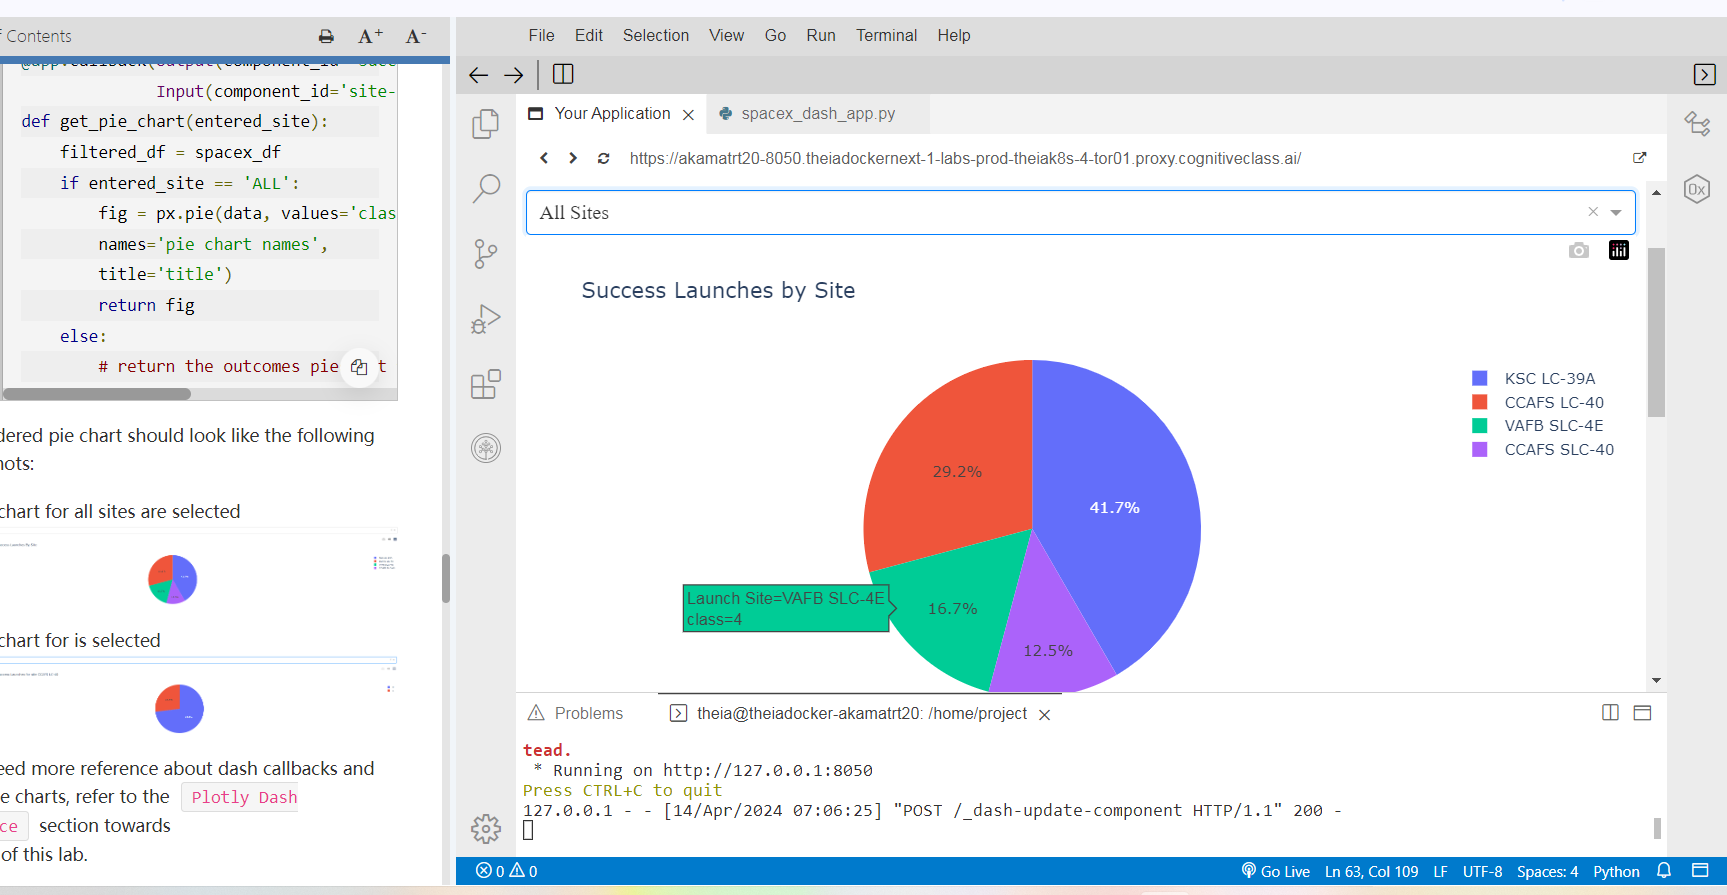 Contents
A+ A-
Input(component_id='site-
def get_pie_chart(entered_site):
filtered_df = spacex_df
if entered_site == 'ALL':
fig = px.pie(data, values='clas
names='pie chart names',
title='title')
return fig
else:
# return the outcomes pie t
dered pie chart should look like the following
nots:
chart for all sites are selected
chart for is selected
eed more reference about dash callbacks and
e charts, refer to the Plotly Dash
ce section towards
of this lab.
File Edit Selection View Go Run Terminal Help
Your Application
spacex_dash_app.py
https://akamatrt20-8050.theiadockernext-1-labs-prod-theiak8s-4-tor01.proxy.cognitiveclass.ai/
0x
All Sites
Success Launches by Site
KSC LC-39A
CCAFS LC-40
VAFB SLC-4E
CCAFS SLC-40
29.2%
41.7%
16.7%
12.5%
Launch Site=VAFB SLC-4E
class=4
Problems
theia@theiadocker-akamatrt20: /home/project
tead.
* Running on http://127.0.0.1:8050
Press CTRL+C to quit
127.0.0.1 - - [14/Apr/2024 07:06:25] "POST /_dash-update-component HTTP/1.1" 200 -
0 0
Go Live Ln 63, Col 109 LF UTF-8 Spaces: 4 Python